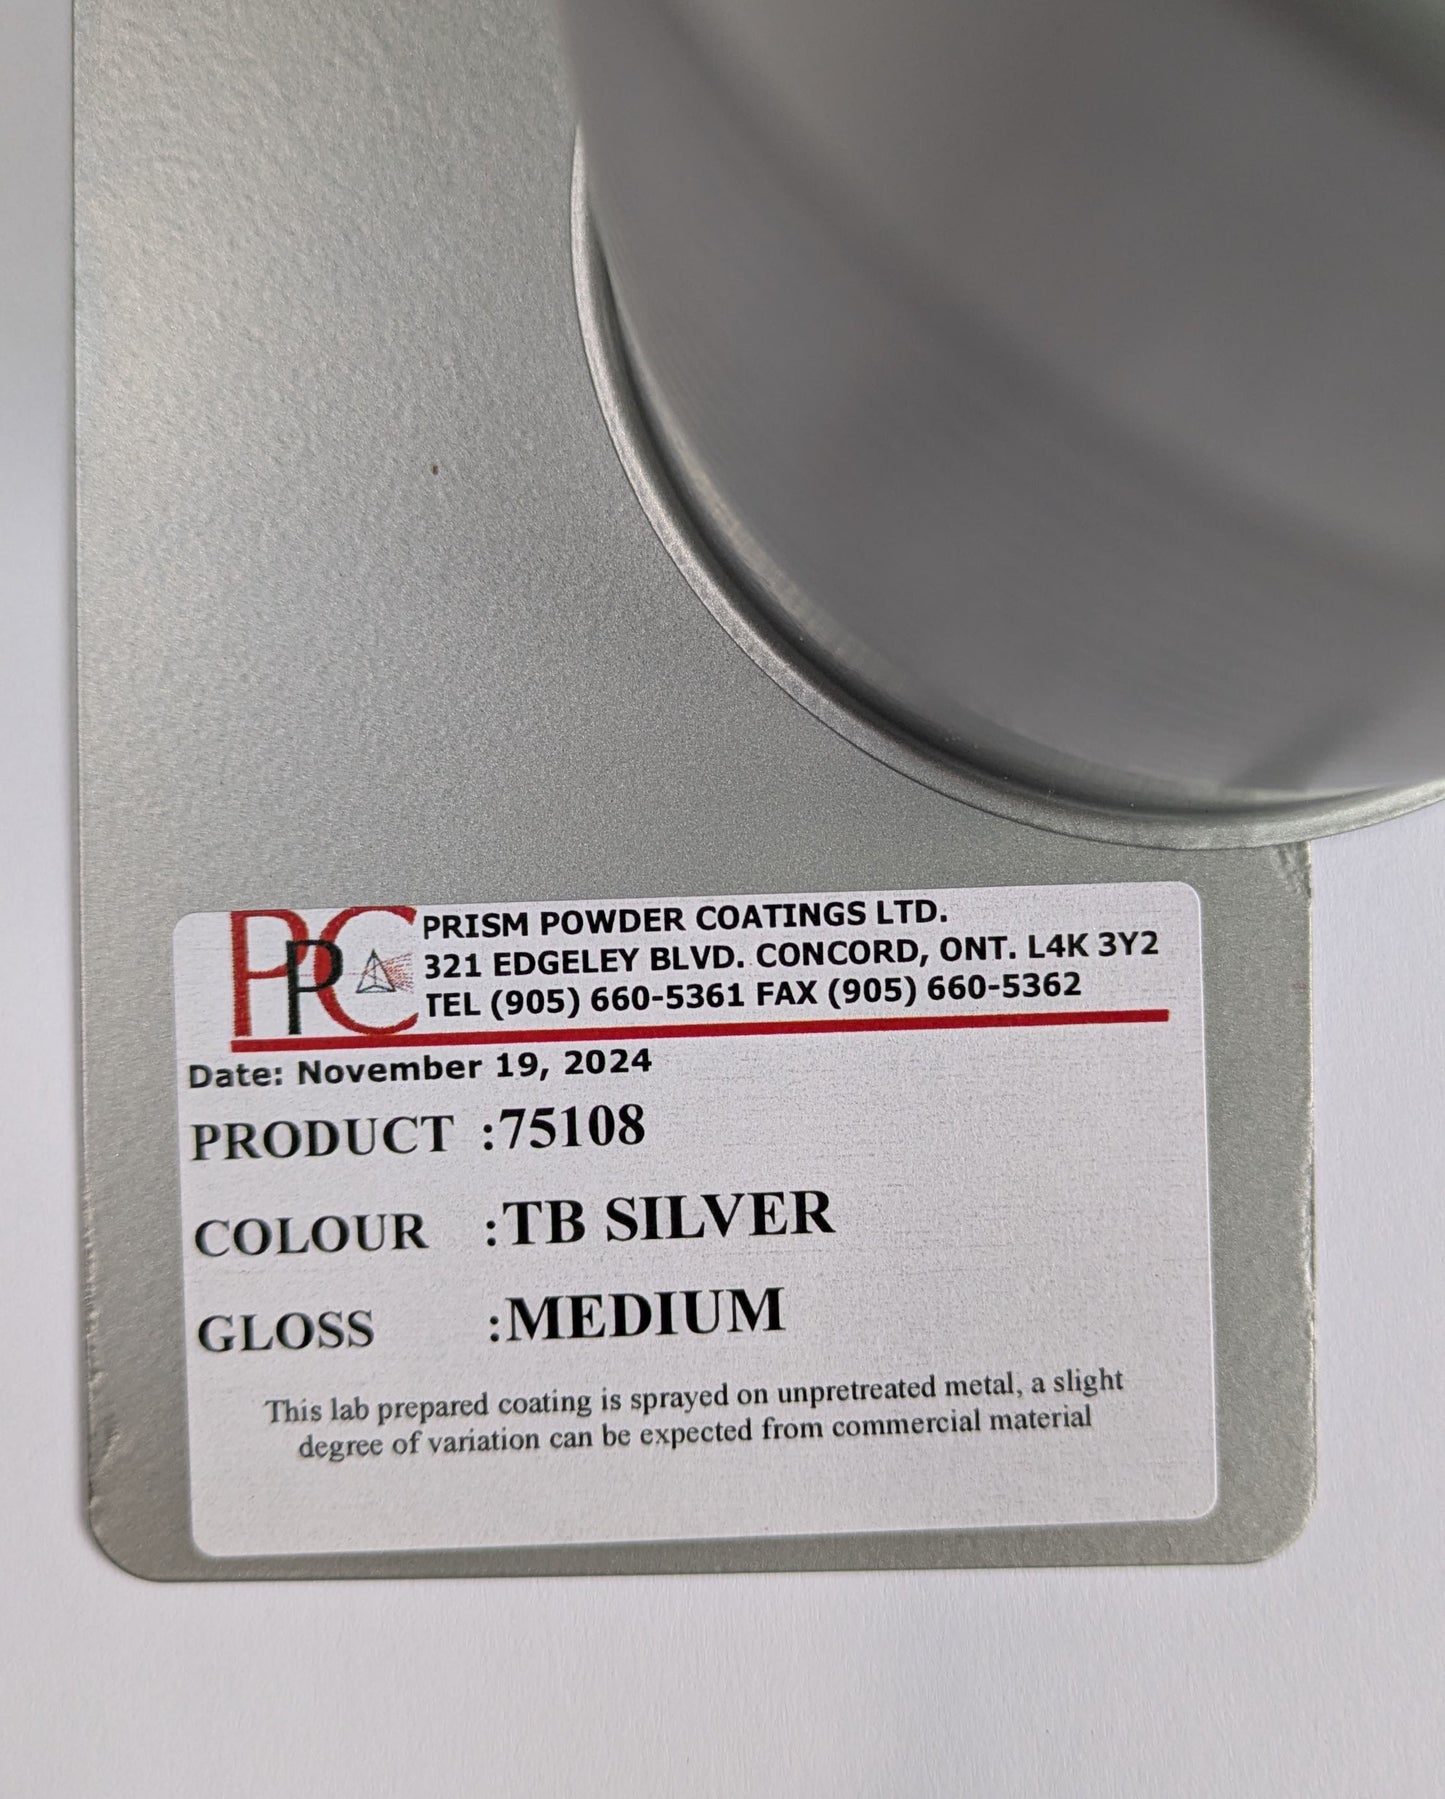 PPC
PRISM POWDER COATINGS LTD.
321 EDGELEY BLVD. CONCORD, ONT. L4K 3Y2
TEL (905) 660-5361 FAX (905) 660-5362
Date: November 19, 2024
PRODUCT :75108
COLOUR :TB SILVER
GLOSS :MEDIUM
This lab prepared coating is sprayed on unpretreated metal, a slight
degree of variation can be expected from commercial material